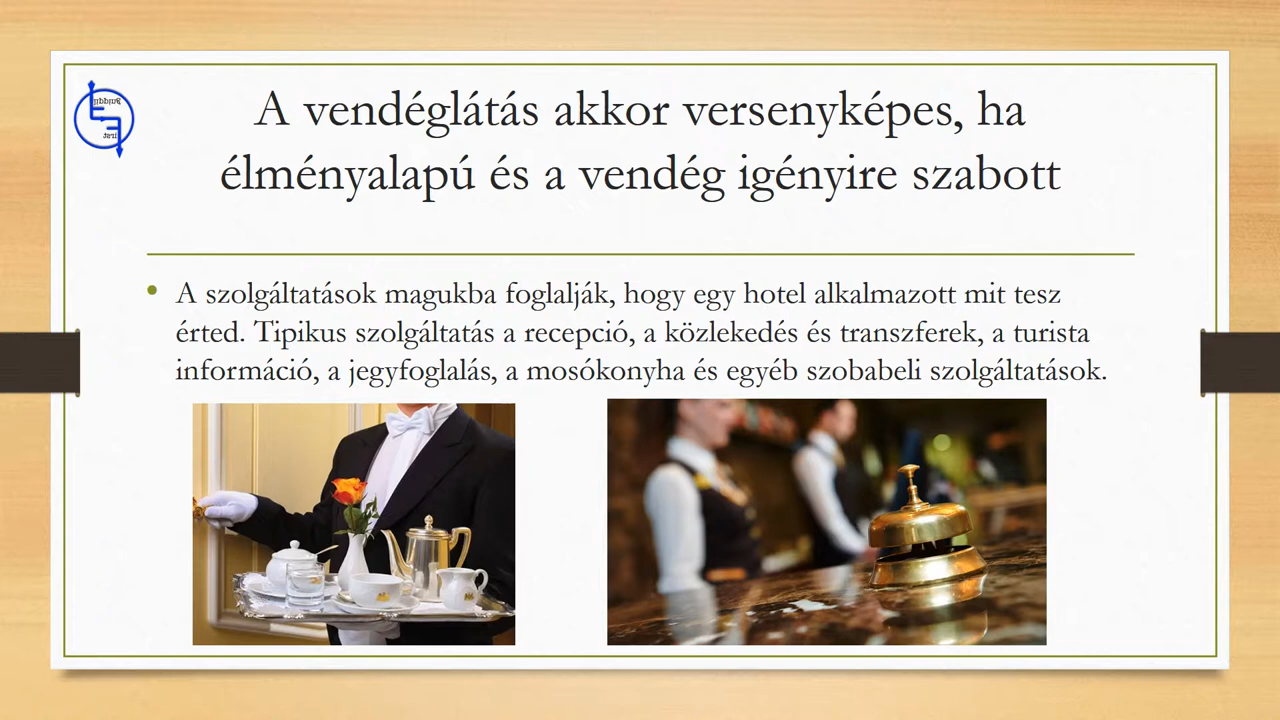 A vendéglátás akkor versenyképes, ha
élményalapú és a vendég igényire szabott
A szolgáltatások magukba foglalják, hogy egy hotel alkalmazott mit tesz
érted. Tipikus szolgáltatás a recepció, a közlekedés és transzferek, a turista
információ, a jegyfoglalás, a mosókonyha és egyéb szobabeli szolgáltatások.